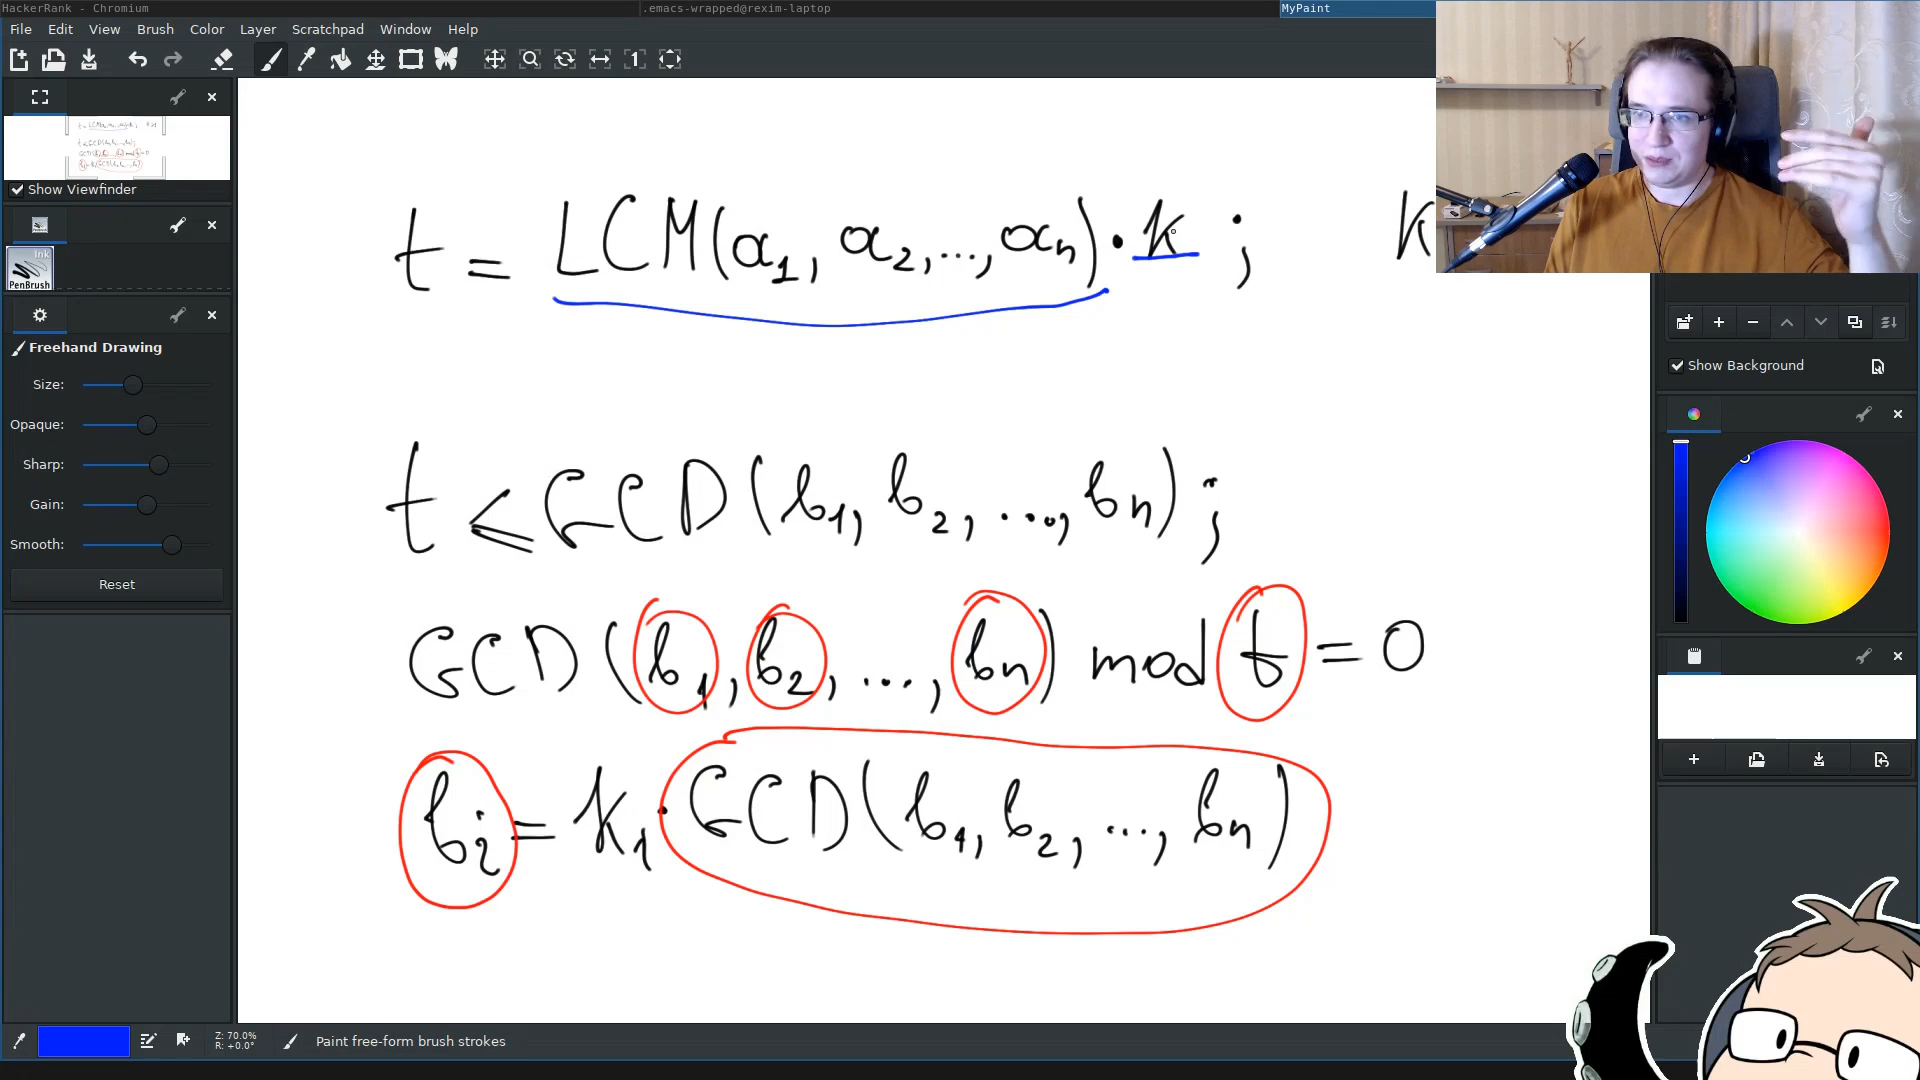 HackerRank - Chromium
.emacs-wrapped@rexim-laptop
MyPaint
File Edit View Brush Color Layer Scratchpad Window Help
Show Viewfinder
Ink
PenBrush
Freehand Drawing
Size:
Opaque:
Sharp:
Gain:
Smooth:
Reset
t = LCM(a₁, a₂,..., aₙ) · k ; K
t ⩽ GCD(b₁, b₂, ..., bₙ) ;
GCD(b₁, b₂, ..., bₙ) mod t = 0
bᵢ = K₁ · GCD(b₁, b₂, ..., bₙ)
Show Background
Z: 70.0%
R: +0.0°
Paint free-form brush strokes